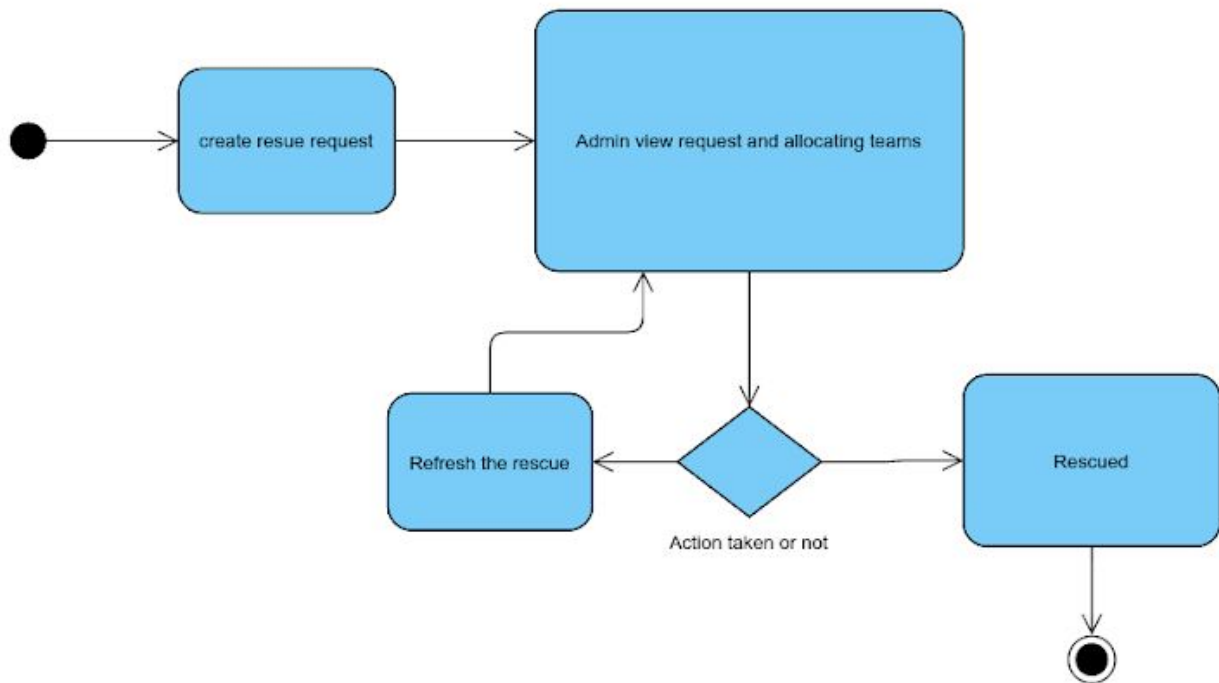 create resue request
Admin view request and allocating teams
Refresh the rescue
Rescued
Action taken or not